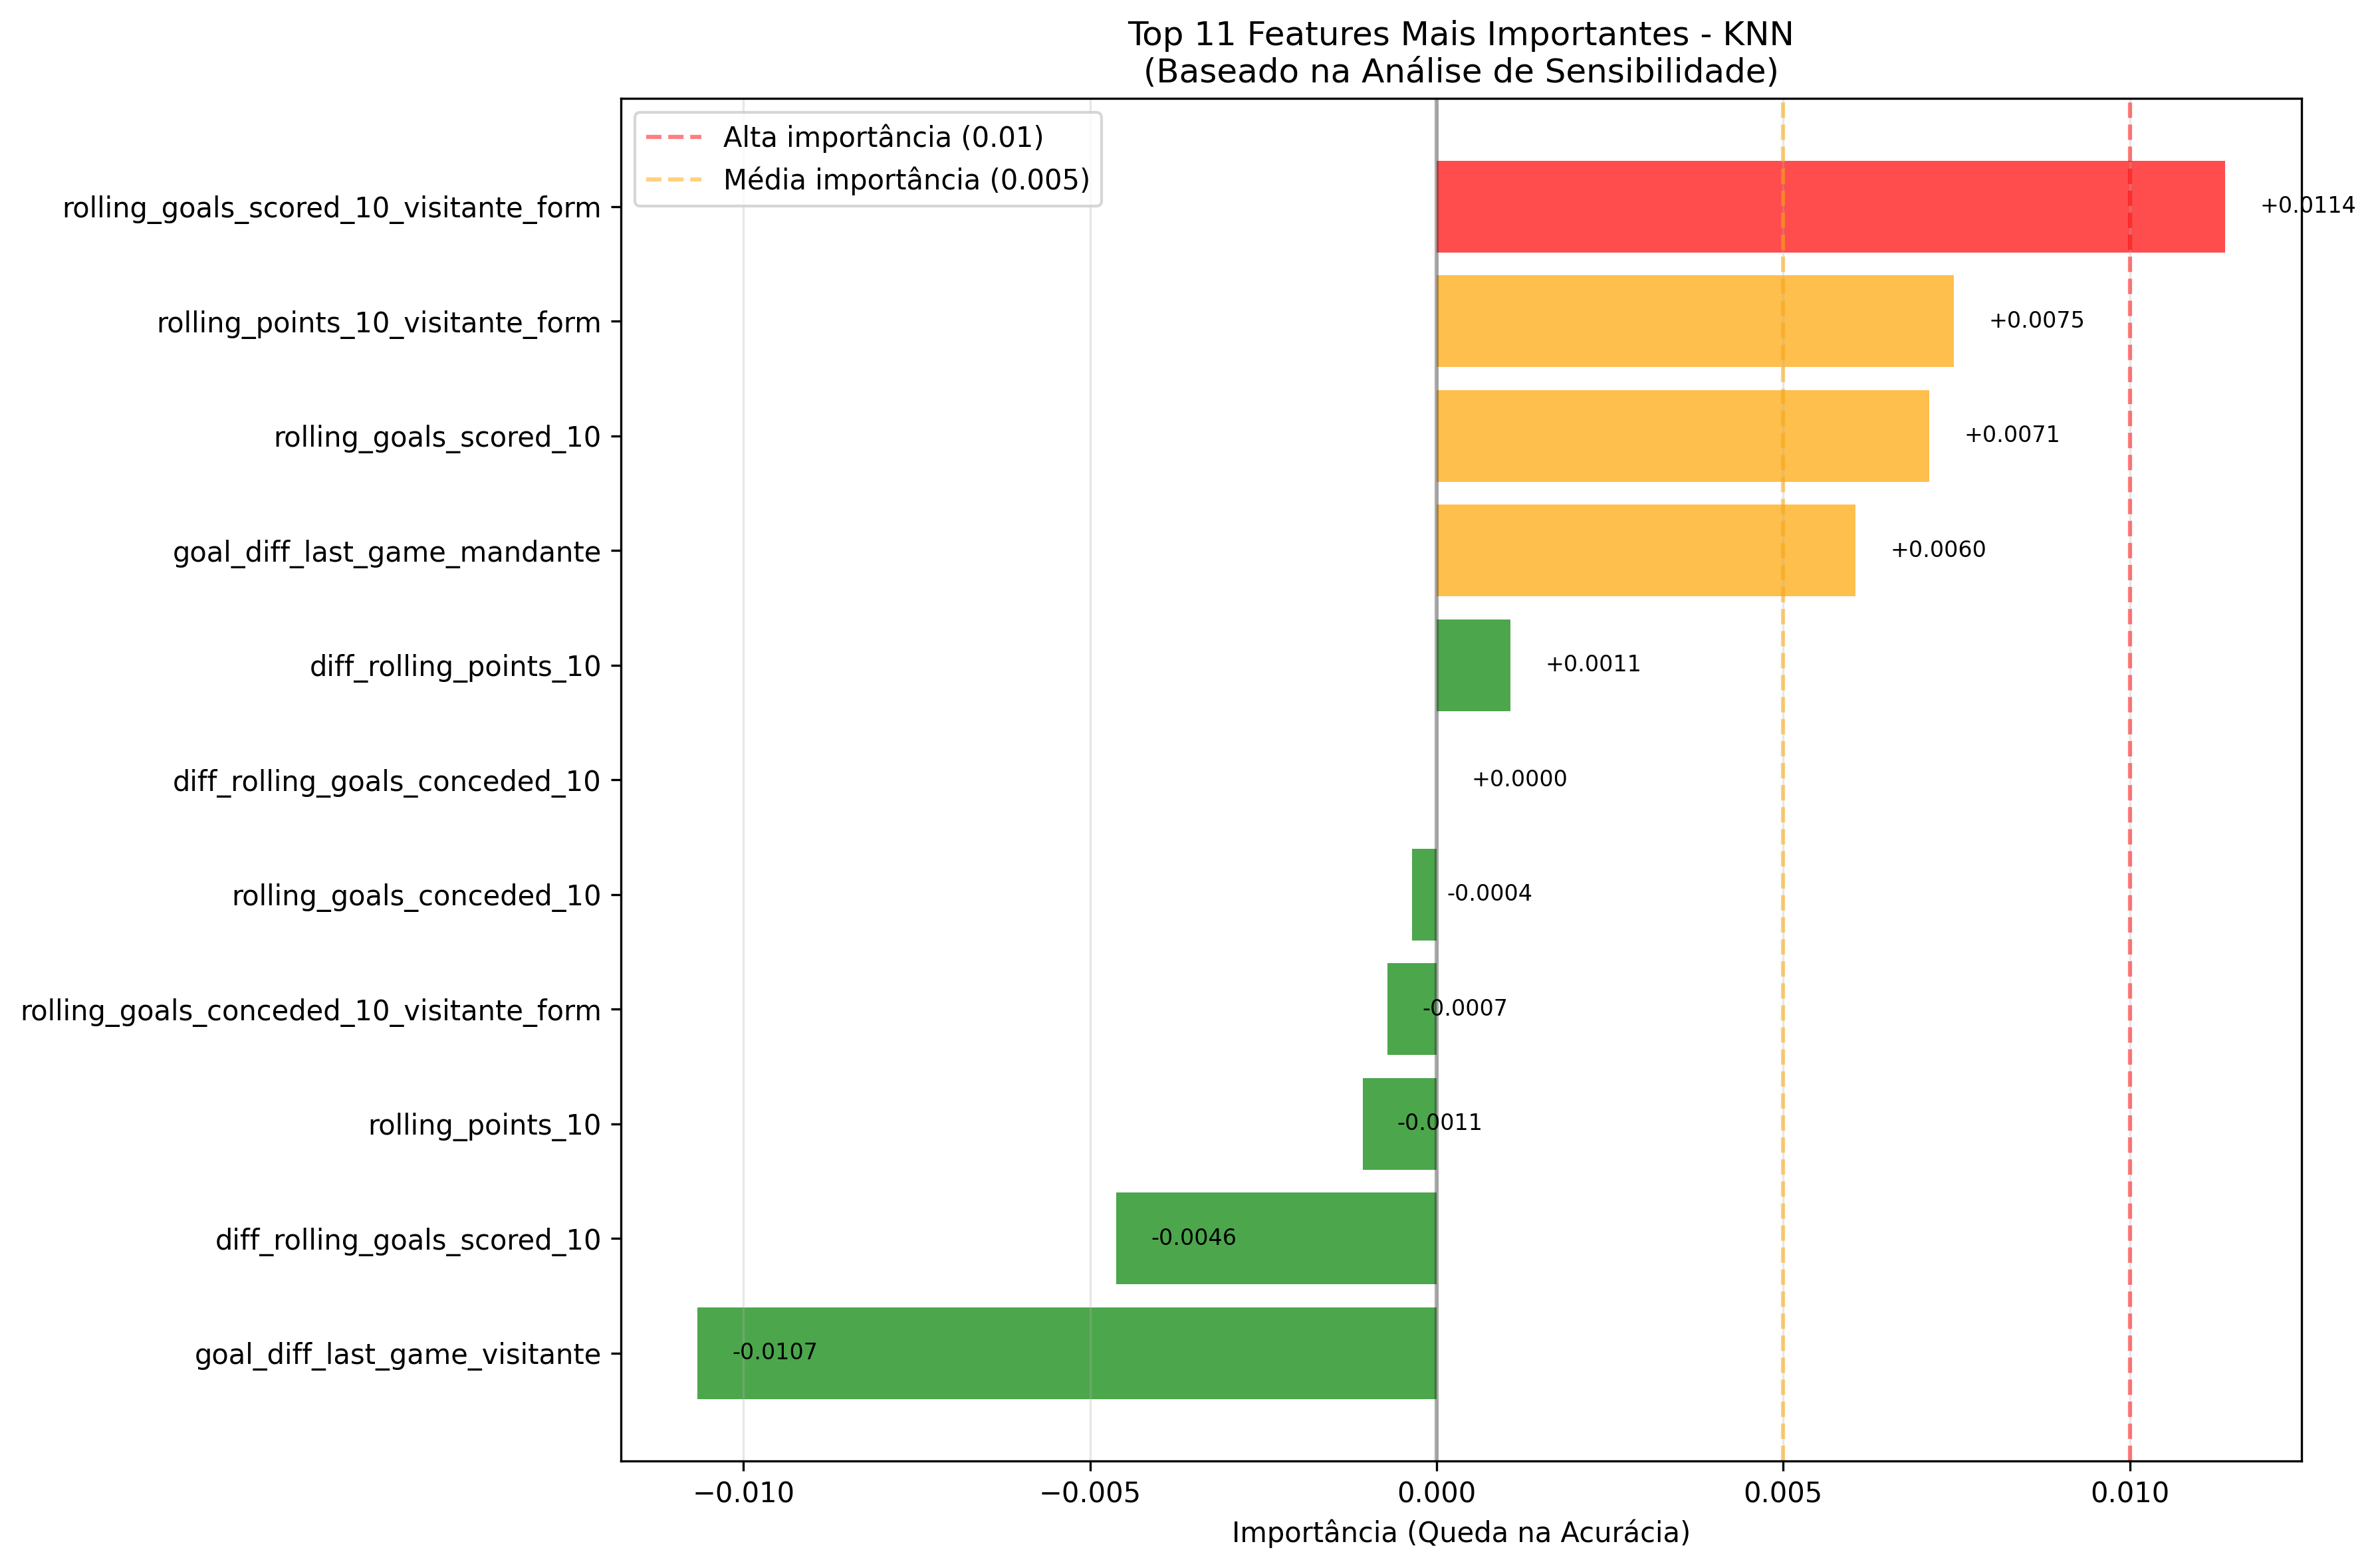 Top 11 Features Mais Importantes - KNN
(Baseado na Análise de Sensibilidade)
Alta importância (0.01)
Média importância (0.005)
rolling_goals_scored_10_visitante_form
+0.0114
rolling_points_10_visitante_form
+0.0075
rolling_goals_scored_10
+0.0071
goal_diff_last_game_mandante
+0.0060
diff_rolling_points_10
+0.0011
diff_rolling_goals_conceded_10
+0.0000
rolling_goals_conceded_10
-0.0004
rolling_goals_conceded_10_visitante_form
-0.0007
rolling_points_10
-0.0011
diff_rolling_goals_scored_10
-0.0046
goal_diff_last_game_visitante
-0.0107
−0.010 −0.005 0.000 0.005 0.010
Importância (Queda na Acurácia)